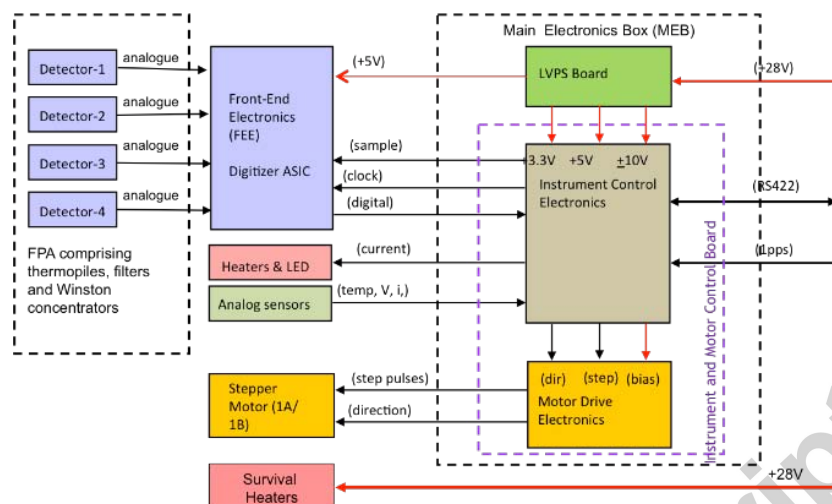 Main Electronics Box (MEB)
Detector-1
analogue
Detector-2
analogue
Detector-3
analogue
Detector-4
analogue
FPA comprising
thermopiles, filters
and Winston
concentrators
Front-End
Electronics
(FEE)
Digitizer ASIC
(+5V)
LVPS Board
(+28V)
(sample)
(clock)
(digital)
+3.3V +5V ±10V
Instrument Control
Electronics
(RS422)
(1pps)
Heaters & LED
(current)
Analog sensors
(temp, V, i,)
Instrument and Motor Control Board
Stepper
Motor (1A/
1B)
(step pulses)
(direction)
(dir) (step) (bias)
Motor Drive
Electronics
Survival
Heaters
+28V